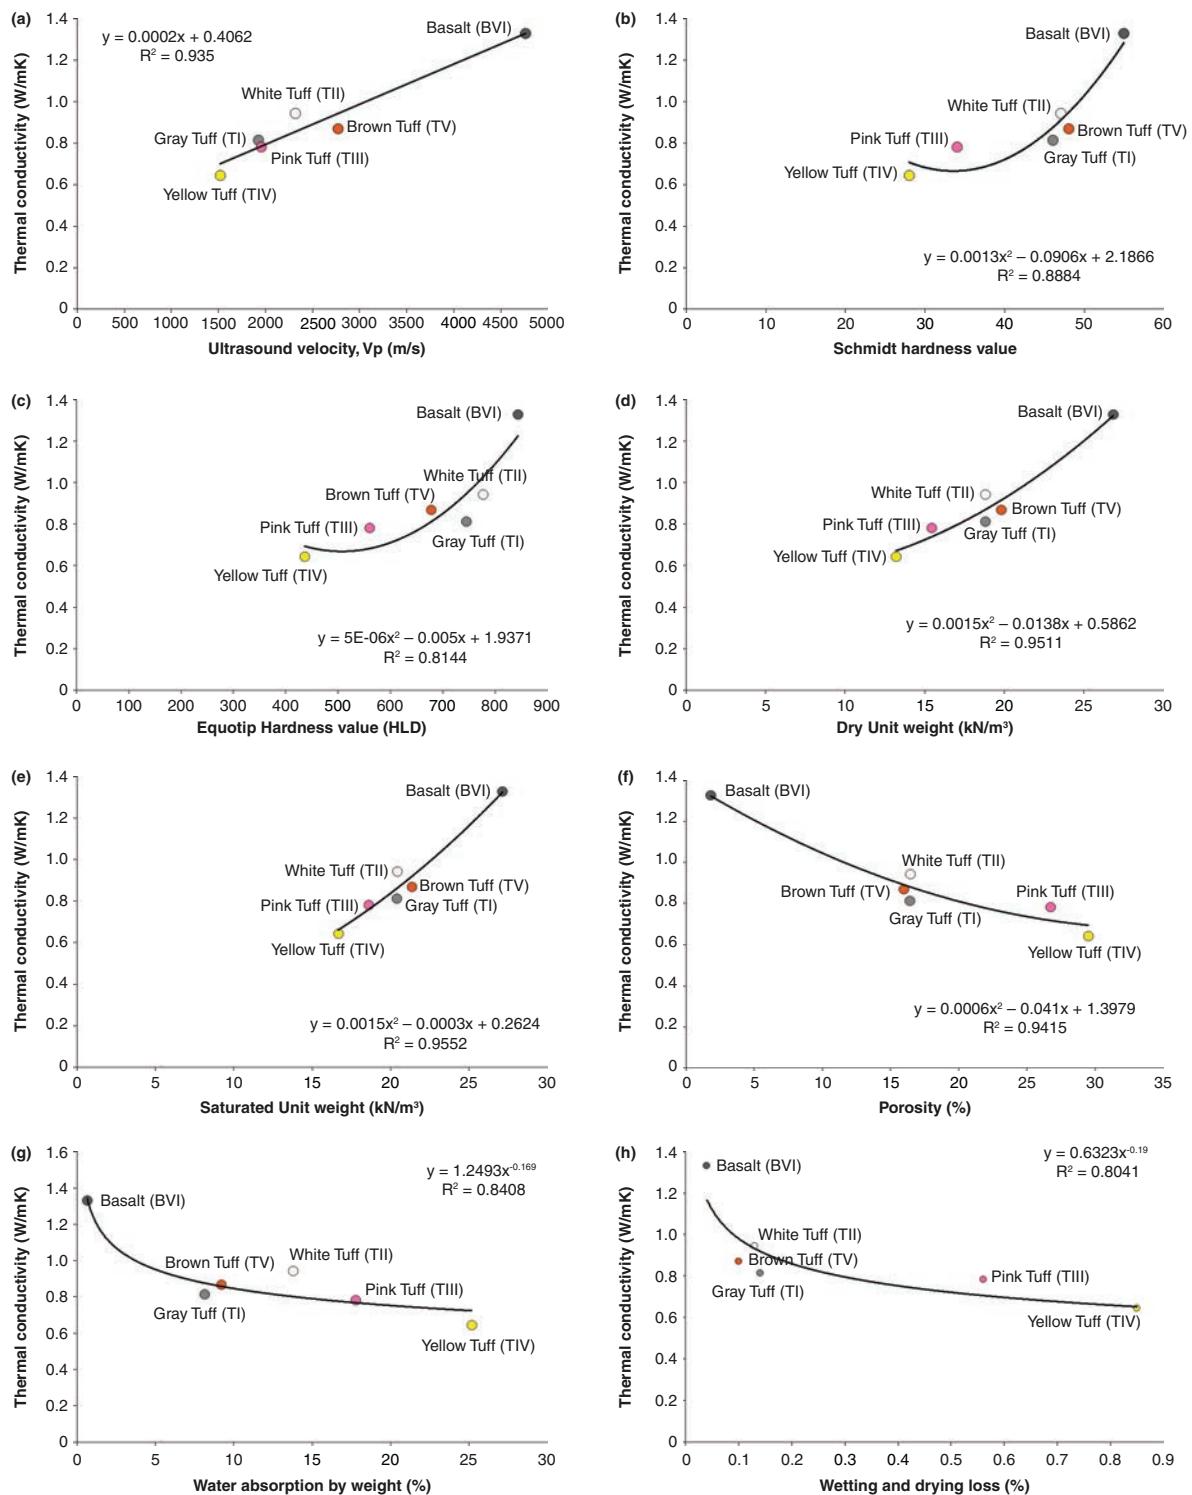 (a)
Thermal conductivity (W/mK)
1.4
1.2
1.0
0.8
0.6
0.4
0.2
0
y = 0.0002x + 0.4062
R² = 0.935
Basalt (BVI)
White Tuff (TII)
Gray Tuff (TI)
Brown Tuff (TV)
Pink Tuff (TIII)
Yellow Tuff (TIV)
0 500 1000 1500 2000 2500 3000 3500 4000 4500 5000
Ultrasound velocity, Vp (m/s)
(b)
Thermal conductivity (W/mK)
1.4
1.2
1.0
0.8
0.6
0.4
0.2
0
Basalt (BVI)
White Tuff (TII)
Brown Tuff (TV)
Pink Tuff (TIII)
Gray Tuff (TI)
Yellow Tuff (TIV)
y = 0.0013x² – 0.0906x + 2.1866
R² = 0.8884
0 10 20 30 40 50 60
Schmidt hardness value
(c)
Thermal conductivity (W/mK)
1.4
1.2
1.0
0.8
0.6
0.4
0.2
0
Basalt (BVI)
White Tuff (TII)
Brown Tuff (TV)
Pink Tuff (TIII)
Gray Tuff (TI)
Yellow Tuff (TIV)
y = 5E-06x² – 0.005x + 1.9371
R² = 0.8144
0 100 200 300 400 500 600 700 800 900
Equotip Hardness value (HLD)
(d)
Thermal conductivity (W/mK)
1.4
1.2
1.0
0.8
0.6
0.4
0.2
0
Basalt (BVI)
White Tuff (TII)
Brown Tuff (TV)
Pink Tuff (TIII)
Gray Tuff (TI)
Yellow Tuff (TIV)
y = 0.0015x² – 0.0138x + 0.5862
R² = 0.9511
0 5 10 15 20 25 30
Dry Unit weight (kN/m³)
(e)
Thermal conductivity (W/mK)
1.4
1.2
1.0
0.8
0.6
0.4
0.2
0
Basalt (BVI)
White Tuff (TII)
Brown Tuff (TV)
Pink Tuff (TIII)
Gray Tuff (TI)
Yellow Tuff (TIV)
y = 0.0015x² – 0.0003x + 0.2624
R² = 0.9552
0 5 10 15 20 25 30
Saturated Unit weight (kN/m³)
(f)
Thermal conductivity (W/mK)
1.4
1.2
1.0
0.8
0.6
0.4
0.2
0
Basalt (BVI)
White Tuff (TII)
Brown Tuff (TV)
Pink Tuff (TIII)
Gray Tuff (TI)
Yellow Tuff (TIV)
y = 0.0006x² – 0.041x + 1.3979
R² = 0.9415
0 5 10 15 20 25 30 35
Porosity (%)
(g)
Thermal conductivity (W/mK)
1.6
1.4
1.2
1.0
0.8
0.6
0.4
0.2
0
y = 1.2493x⁻⁰·¹⁶⁹
R² = 0.8408
Basalt (BVI)
White Tuff (TII)
Brown Tuff (TV)
Pink Tuff (TIII)
Gray Tuff (TI)
Yellow Tuff (TIV)
0 5 10 15 20 25 30
Water absorption by weight (%)
(h)
Thermal conductivity (W/mK)
1.4
1.2
1.0
0.8
0.6
0.4
0.2
0
y = 0.6323x⁻⁰·¹⁹
R² = 0.8041
Basalt (BVI)
White Tuff (TII)
Brown Tuff (TV)
Pink Tuff (TIII)
Gray Tuff (TI)
Yellow Tuff (TIV)
0 0.1 0.2 0.3 0.4 0.5 0.6 0.7 0.8 0.9
Wetting and drying loss (%)